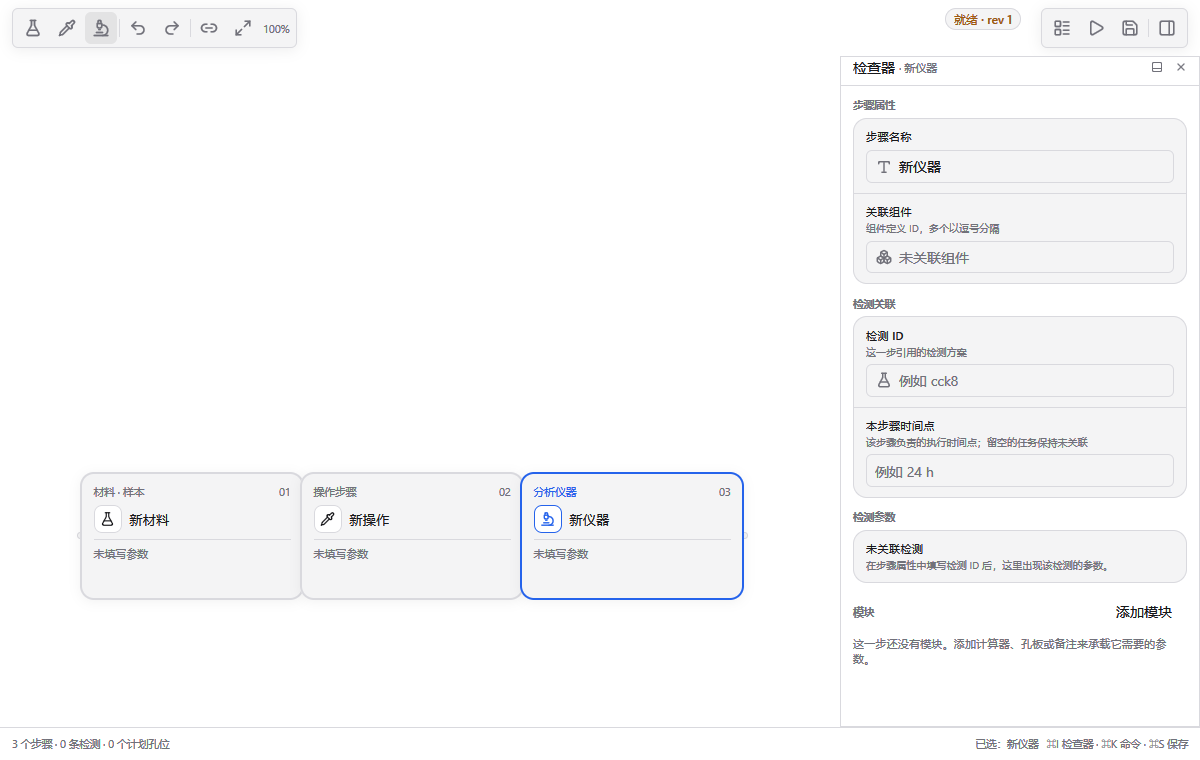 100%
就绪 · rev 1
检查器 · 新仪器
步骤属性
步骤名称
新仪器
关联组件
组件定义 ID，多个以逗号分隔
未关联组件
检测关联
检测 ID
这一步引用的检测方案
例如 cck8
本步骤时间点
该步骤负责的执行时间点；留空的任务保持未关联
例如 24 h
检测参数
未关联检测
在步骤属性中填写检测 ID 后，这里出现该检测的参数。
模块
添加模块
这一步还没有模块。添加计算器、孔板或备注来承载它需要的参
数。
材料 · 样本 01
新材料
未填写参数
操作步骤 02
新操作
未填写参数
分析仪器 03
新仪器
未填写参数
3 个步骤 · 0 条检测 · 0 个计划孔位
已选：新仪器 ⌘I 检查器 · ⌘K 命令 · ⌘S 保存